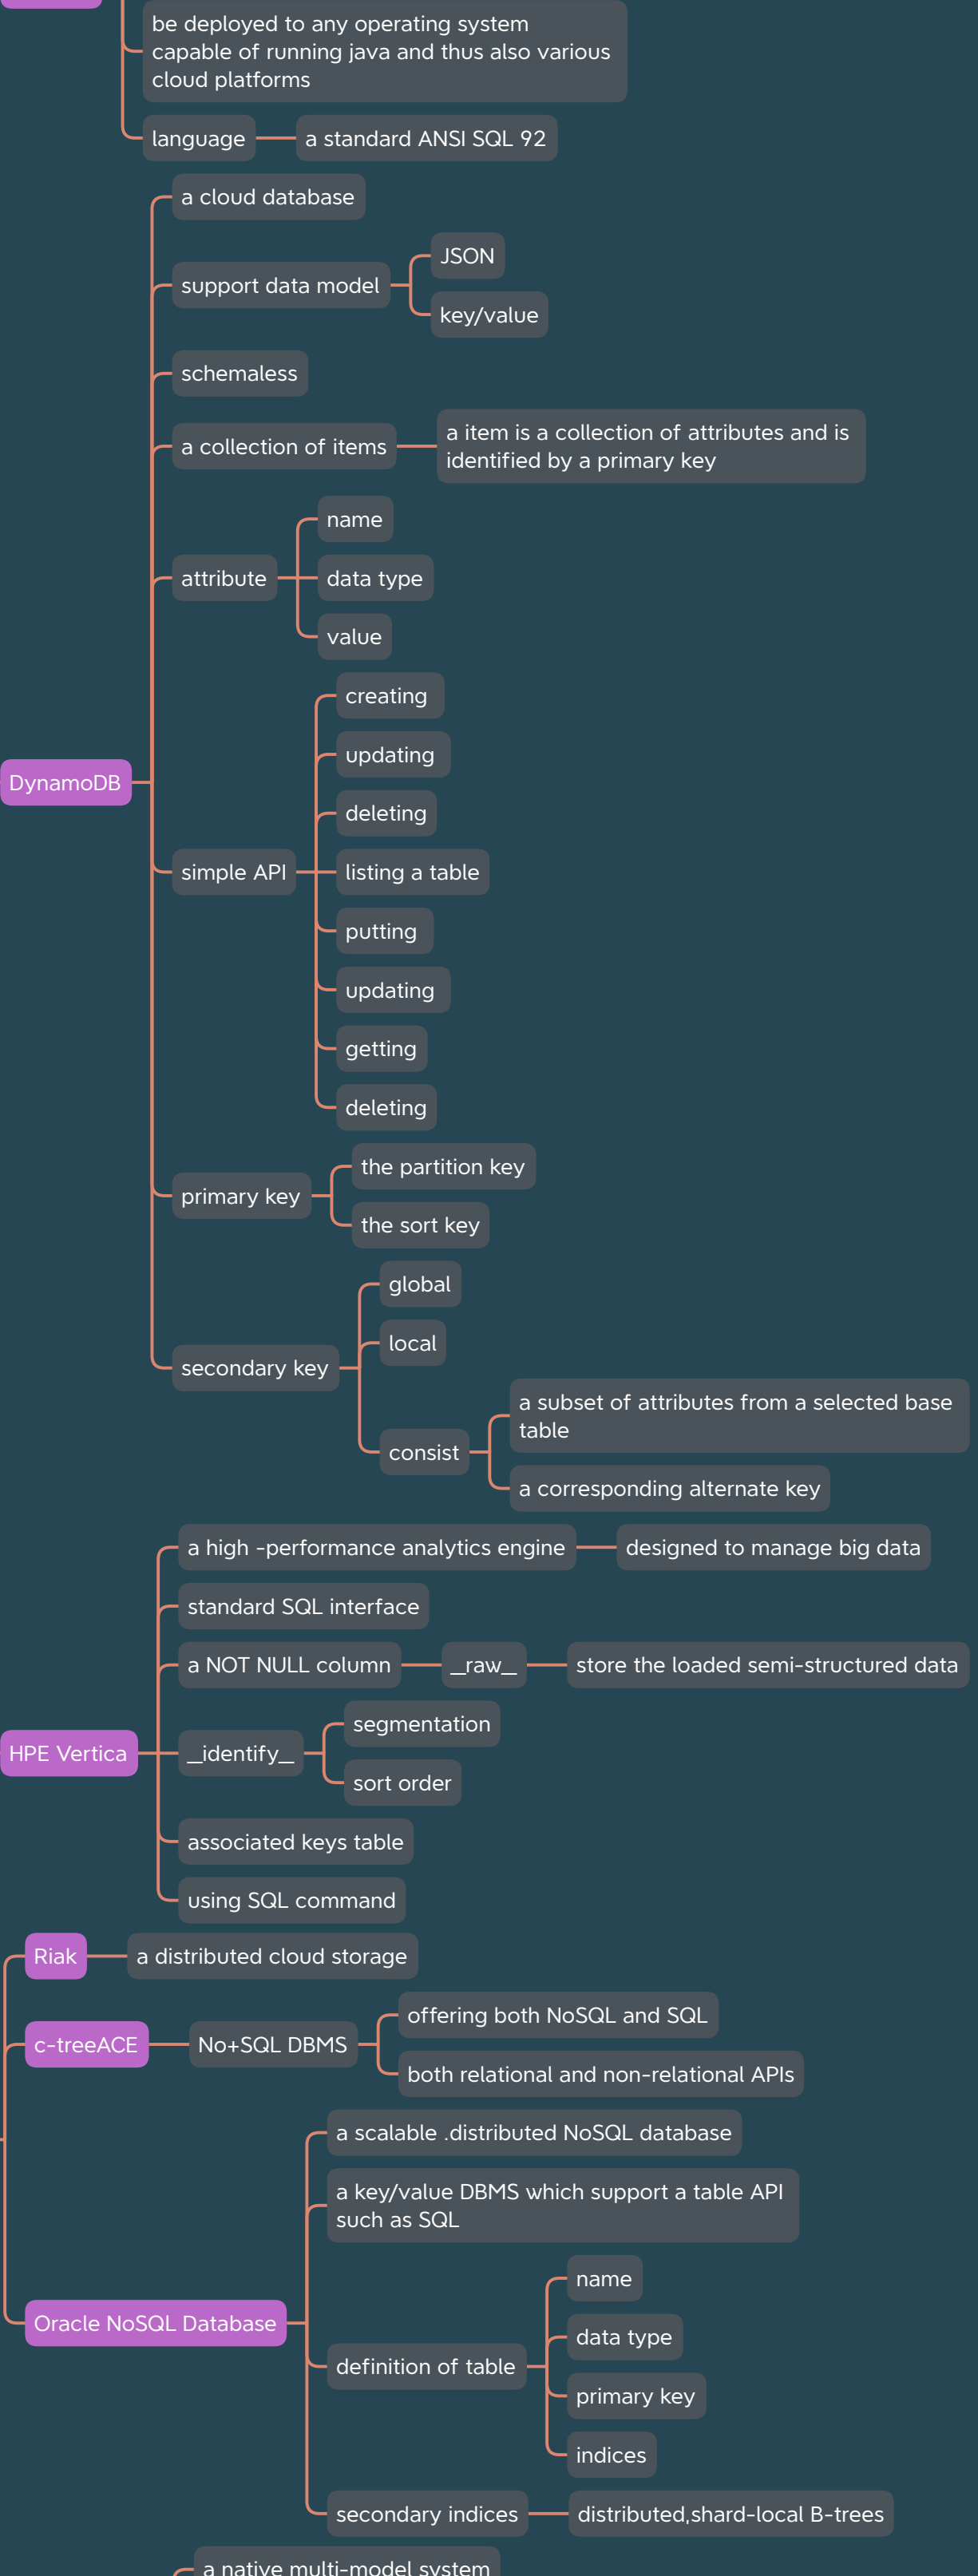 be deployed to any operating system
capable of running java and thus also various
cloud platforms
language
a standard ANSI SQL 92
a cloud database
support data model
JSON
key/value
schemaless
a collection of items
a item is a collection of attributes and is
identified by a primary key
attribute
name
data type
value
DynamoDB
simple API
creating
updating
deleting
listing a table
putting
updating
getting
deleting
primary key
the partition key
the sort key
secondary key
global
local
consist
a subset of attributes from a selected base
table
a corresponding alternate key
HPE Vertica
a high -performance analytics engine
designed to manage big data
standard SQL interface
a NOT NULL column
_raw_
store the loaded semi-structured data
_identify_
segmentation
sort order
associated keys table
using SQL command
Riak
a distributed cloud storage
c-treeACE
No+SQL DBMS
offering both NoSQL and SQL
both relational and non-relational APIs
Oracle NoSQL Database
a scalable .distributed NoSQL database
a key/value DBMS which support a table API
such as SQL
definition of table
name
data type
primary key
indices
secondary indices
distributed,shard-local B-trees
a native multi-model system